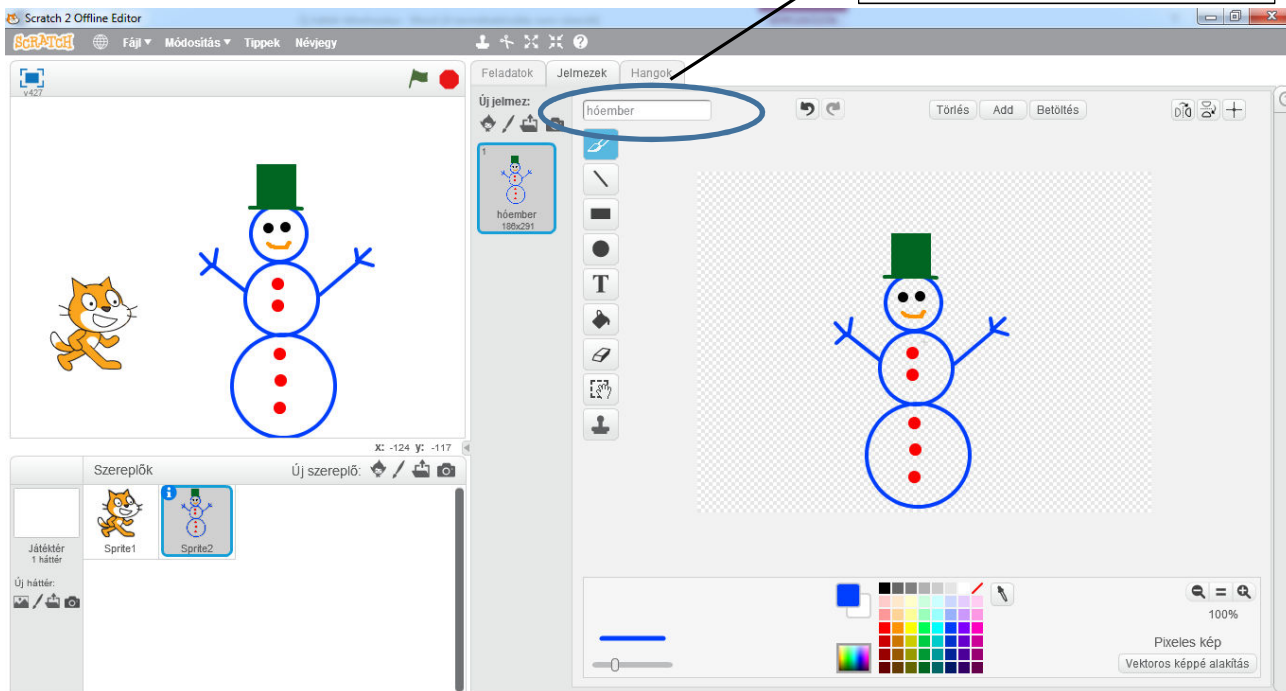 Scratch 2 Offline Editor
SCRATCH Fájl Módosítás Tippek Névjegy
v427
Feladatok Jelmezek Hangok
Új jelmez:
hóember
Törlés Add Betöltés
1
hóember
186x291
T
x: -124 y: -117
Szereplők Új szereplő:
Játéktér
1 háttér
Sprite1
Sprite2
Új háttér:
100%
Pixeles kép
Vektoros képpé alakítás